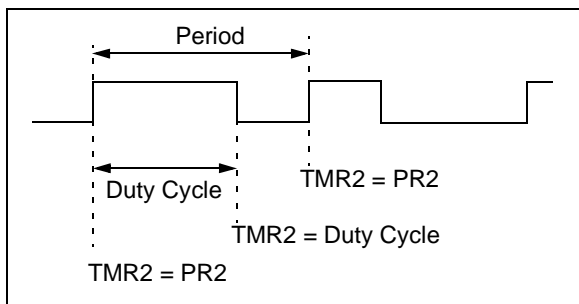 Period
Duty Cycle
TMR2 = PR2
TMR2 = Duty Cycle
TMR2 = PR2